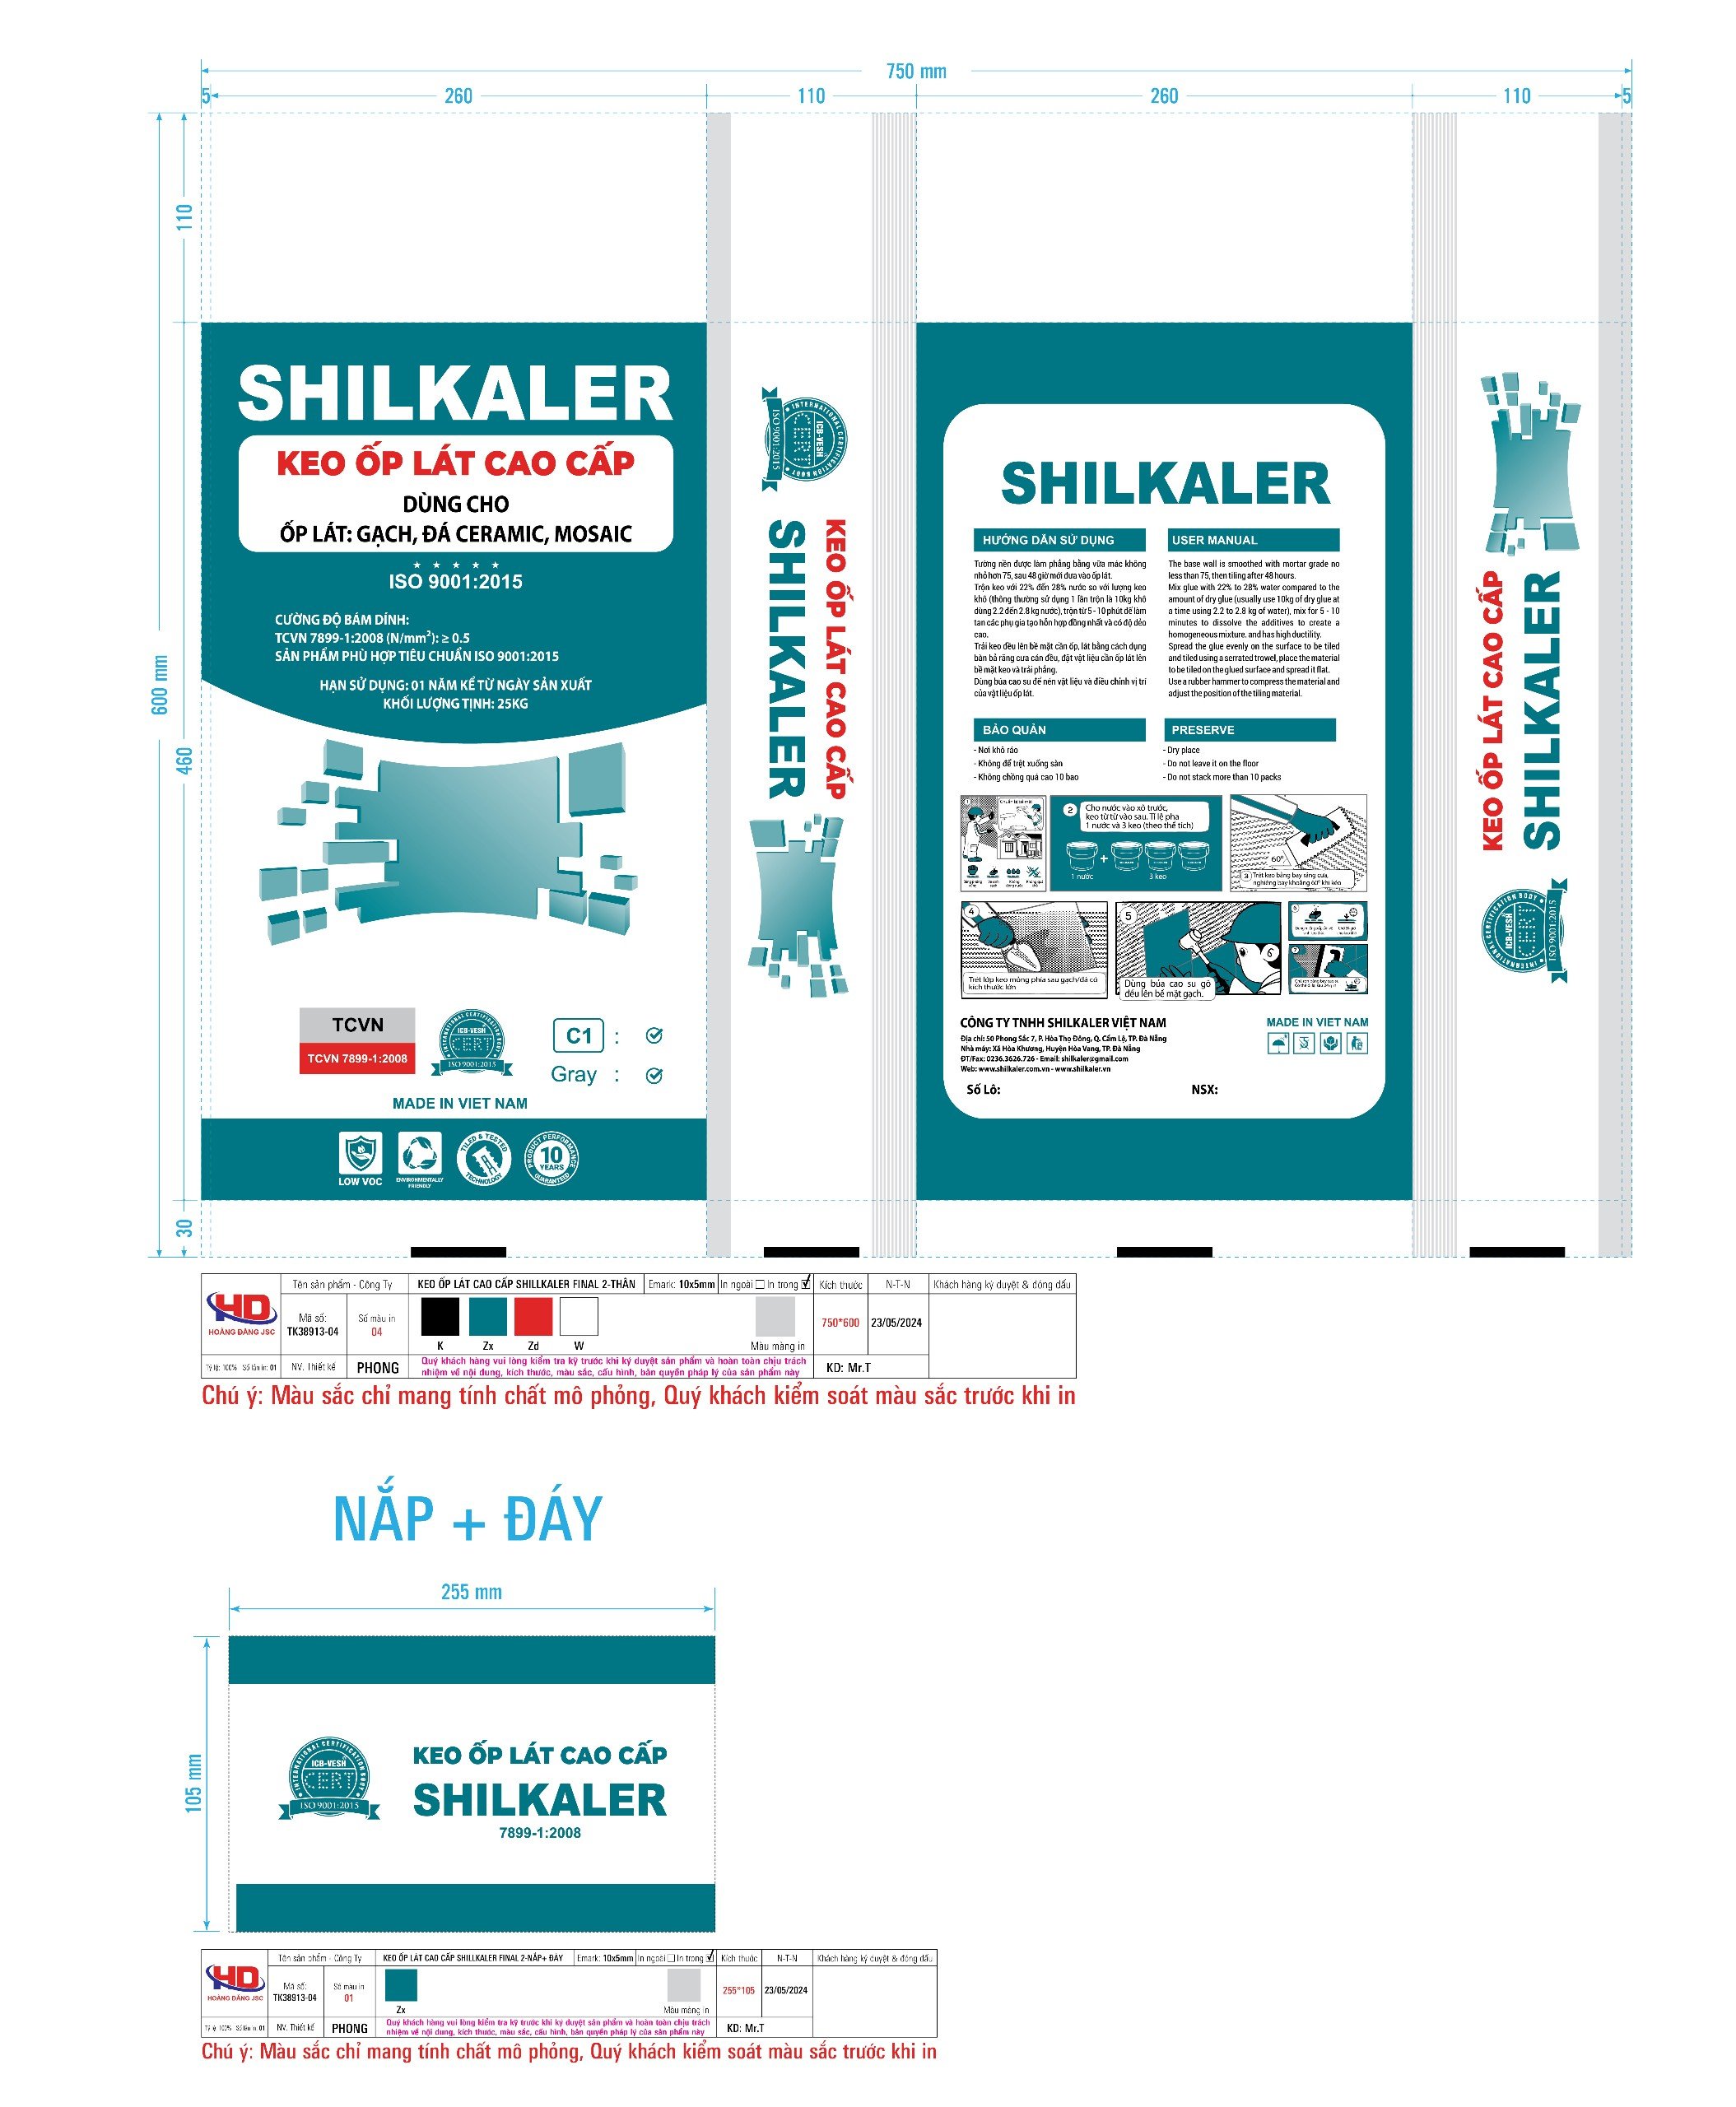 750 mm
5
260
110
260
110
5
600 mm
110
460
30
SHILKALER
KEO ỐP LÁT CAO CẤP
DÙNG CHO
ỐP LÁT: GẠCH, ĐÁ CERAMIC, MOSAIC
ISO 9001:2015
CƯỜNG ĐỘ BÁM DÍNH:
TCVN 7899-1:2008 (N/mm²): ≥ 0.5
SẢN PHẨM PHÙ HỢP TIÊU CHUẨN ISO 9001:2015
HẠN SỬ DỤNG: 01 NĂM KỂ TỪ NGÀY SẢN XUẤT
KHỐI LƯỢNG TỊNH: 25KG
TCVN
TCVN 7899-1:2008
INTERNATIONAL CERTIFICATION BODY
ICB-VESH
CERT
ISO 9001:2015
C1 :
Gray :
MADE IN VIET NAM
LOW VOC
ENVIRONMENTALLY
FRIENDLY
TILED & TESTED
TECHNOLOGY
PRODUCT PERFORMANCE
10
YEARS
GUARANTEED
INTERNATIONAL CERTIFICATION BODY
ICB-VESH
CERT
ISO 9001:2015
KEO ỐP LÁT CAO CẤP
SHILKALER
SHILKALER
HƯỚNG DẪN SỬ DỤNG
Tường nền được làm phẳng bằng vữa mác không
nhỏ hơn 75, sau 48 giờ mới đưa vào ốp lát.
Trộn keo với 22% đến 28% nước so với lượng keo
khô (thông thường sử dụng 1 lần trộn là 10kg khô
dùng 2.2 đến 2.8 kg nước), trộn từ 5 - 10 phút để làm
tan các phụ gia tạo hỗn hợp đồng nhất và có độ dẻo
cao.
Trải keo đều lên bề mặt cần ốp, lát bằng cách dụng
bàn bả răng cưa cán đều, đặt vật liệu cần ốp lát lên
bề mặt keo và trải phẳng.
Dùng búa cao su để nén vật liệu và điều chỉnh vị trí
của vật liệu ốp lát.
USER MANUAL
The base wall is smoothed with mortar grade no
less than 75, then tiling after 48 hours.
Mix glue with 22% to 28% water compared to the
amount of dry glue (usually use 10kg of dry glue at
a time using 2.2 to 2.8 kg of water), mix for 5 - 10
minutes to dissolve the additives to create a
homogeneous mixture. and has high ductility.
Spread the glue evenly on the surface to be tiled
and tiled using a serrated trowel, place the material
to be tiled on the glued surface and spread it flat.
Use a rubber hammer to compress the material and
adjust the position of the tiling material.
BẢO QUẢN
- Nơi khô ráo
- Không để trệt xuống sàn
- Không chồng quá cao 10 bao
PRESERVE
- Dry place
- Do not leave it on the floor
- Do not stack more than 10 packs
1
2
Cho nước vào xô trước,
keo từ từ vào sau. Tỉ lệ pha
1 nước và 3 keo (theo thể tích)
+
1 nước
3 keo
60°
3 Trét keo bằng bay răng cưa,
nghiêng bay khoảng 60° khi kéo
4
Trét lớp keo mỏng phía sau gạch/đá có
kích thước lớn
5
Dùng búa cao su gõ
đều lên bề mặt gạch.
6
7
CÔNG TY TNHH SHILKALER VIỆT NAM
Địa chỉ: 50 Phong Sắc 7, P. Hòa Thọ Đông, Q. Cẩm Lệ, TP. Đà Nẵng
Nhà máy: Xã Hòa Khương, Huyện Hòa Vang, TP. Đà Nẵng
ĐT/Fax: 0236.3626.726 - Email: shilkaler@gmail.com
Web: www.shilkaler.com.vn - www.shilkaler.vn
MADE IN VIET NAM
Số Lô:
NSX:
KEO ỐP LÁT CAO CẤP
SHILKALER
INTERNATIONAL CERTIFICATION BODY
ICB-VESH
CERT
ISO 9001:2015
HD
HOÀNG ĐĂNG JSC
Tên sản phẩm - Công Ty
KEO ỐP LÁT CAO CẤP SHILLKALER FINAL 2-THÂN
Emark: 10x5mm
In ngoài In trong
Kích thước
N-T-N
Khách hàng ký duyệt & đóng dấu
Mã số:
TK38913-04
Số màu in
04
K
Zx
Zd
W
Màu màng in
750*600
23/05/2024
Tỷ lệ: 100% Số lần in: 01
NV. Thiết kế
PHONG
Quý khách hàng vui lòng kiểm tra kỹ trước khi ký duyệt sản phẩm và hoàn toàn chịu trách
nhiệm về nội dung, kích thước, màu sắc, cấu hình, bản quyền pháp lý của sản phẩm này
KD: Mr.T
Chú ý: Màu sắc chỉ mang tính chất mô phỏng, Quý khách kiểm soát màu sắc trước khi in
NẮP + ĐÁY
255 mm
105 mm
INTERNATIONAL CERTIFICATION BODY
ICB-VESH
CERT
ISO 9001:2015
KEO ỐP LÁT CAO CẤP
SHILKALER
7899-1:2008
HD
HOÀNG ĐĂNG JSC
Tên sản phẩm - Công Ty
KEO ỐP LÁT CAO CẤP SHILLKALER FINAL 2-NẮP+ ĐÁY
Emark: 10x5mm
In ngoài In trong
Kích thước
N-T-N
Khách hàng ký duyệt & đóng dấu
Mã số:
TK38913-04
Số màu in
01
Zx
Màu màng in
255*105
23/05/2024
Tỷ lệ: 100% Số lần in: 01
NV. Thiết kế
PHONG
Quý khách hàng vui lòng kiểm tra kỹ trước khi ký duyệt sản phẩm và hoàn toàn chịu trách
nhiệm về nội dung, kích thước, màu sắc, cấu hình, bản quyền pháp lý của sản phẩm này
KD: Mr.T
Chú ý: Màu sắc chỉ mang tính chất mô phỏng, Quý khách kiểm soát màu sắc trước khi in